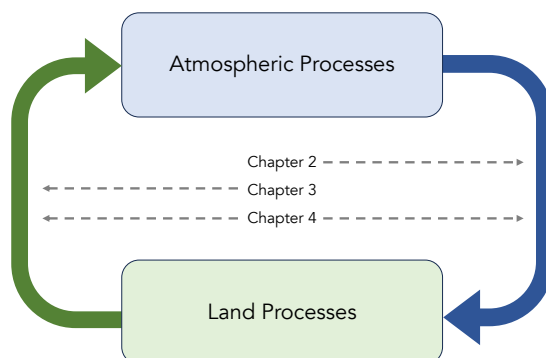 Atmospheric Processes
Chapter 2
Chapter 3
Chapter 4
Land Processes